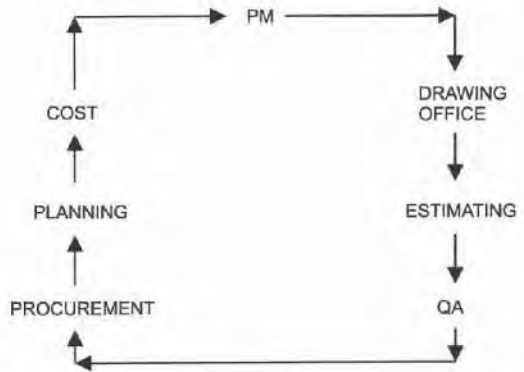 PM
DRAWING
OFFICE
COST
PLANNING
ESTIMATING
PROCUREMENT
QA